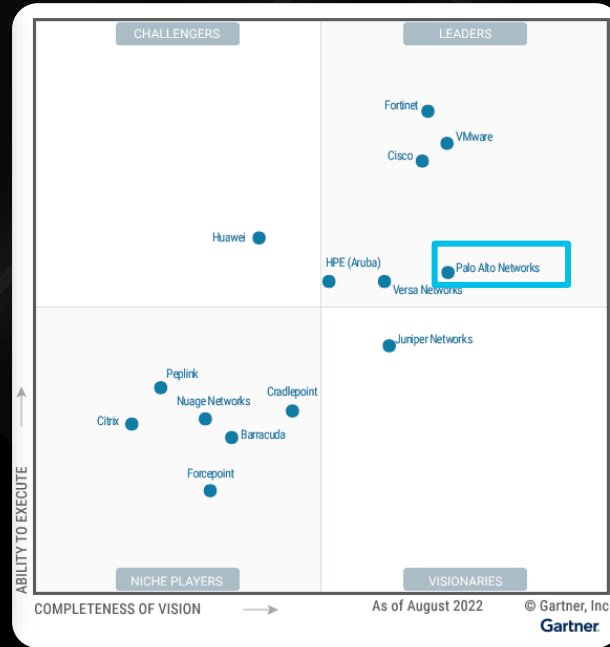 CHALLENGERS
LEADERS
Fortinet
VMware
Cisco
Huawei
HPE (Aruba)
Palo Alto Networks
Versa Networks
Juniper Networks
Peplink
Cradlepoint
Nuage Networks
Citrix
Barracuda
Forcepoint
ABILITY TO EXECUTE
NICHE PLAYERS
VISIONARIES
COMPLETENESS OF VISION
As of August 2022
© Gartner, Inc
Gartner